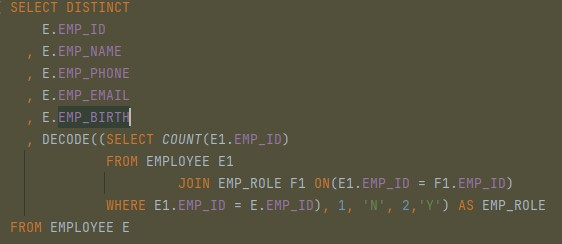 SELECT DISTINCT
E.EMP_ID
, E.EMP_NAME
, E.EMP_PHONE
, E.EMP_EMAIL
, E.EMP_BIRTH
, DECODE((SELECT COUNT(E1.EMP_ID)
FROM EMPLOYEE E1
JOIN EMP_ROLE F1 ON(E1.EMP_ID = F1.EMP_ID)
WHERE E1.EMP_ID = E.EMP_ID), 1, 'N', 2,'Y') AS EMP_ROLE
FROM EMPLOYEE E